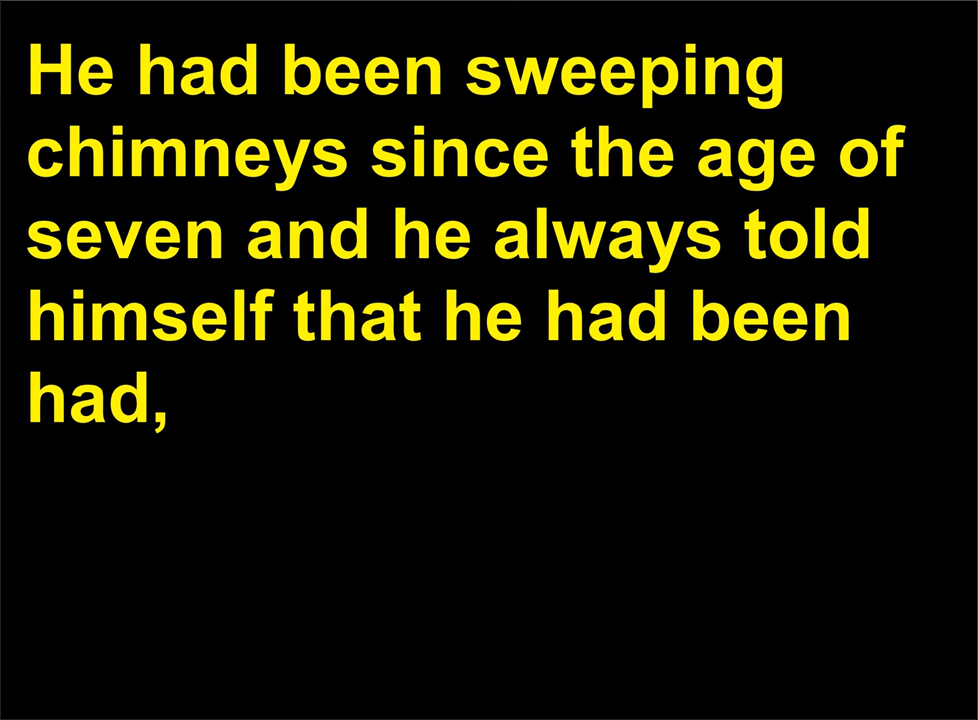 He had been sweeping
chimneys since the age of
seven and he always told
himself that he had been
had,